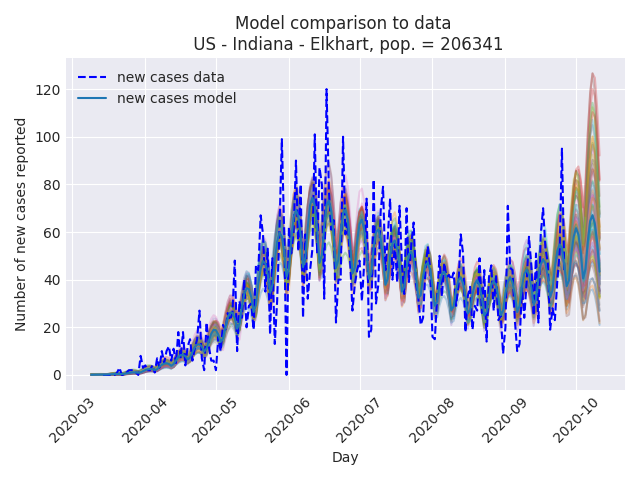 Model comparison to data
US - Indiana - Elkhart, pop. = 206341
new cases data
new cases model
Number of new cases reported
120
100
80
60
40
20
0
2020-03
2020-04
2020-05
2020-06
2020-07
2020-08
2020-09
2020-10
Day